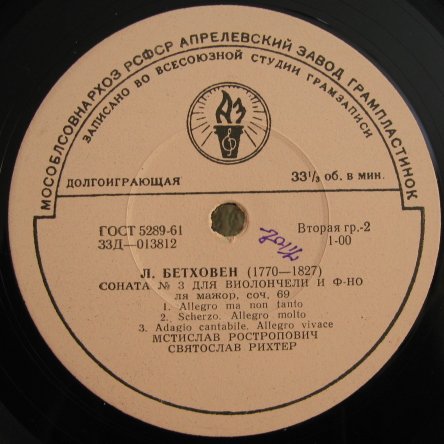 МОСОБЛСОВНАРХОЗ РСФСР АПРЕЛЕВСКИЙ ЗАВОД ГРАМПЛАСТИНОК
ЗАПИСАНО ВО ВСЕСОЮЗНОЙ СТУДИИ ГРАМЗАПИСИ
АЗ
ДОЛГОИГРАЮЩАЯ
33⅓ об. в мин.
ГОСТ 5289-61
33Д—013812
Вторая гр.-2
1-00
Л. БЕТХОВЕН (1770—1827)
СОНАТА № 3 ДЛЯ ВИОЛОНЧЕЛИ И Ф-НО
ля мажор, соч. 69
1. Allegro ma non tanto
2. Scherzo. Allegro molto
3. Adagio cantabile. Allegro vivace
МСТИСЛАВ РОСТРОПОВИЧ
СВЯТОСЛАВ РИХТЕР